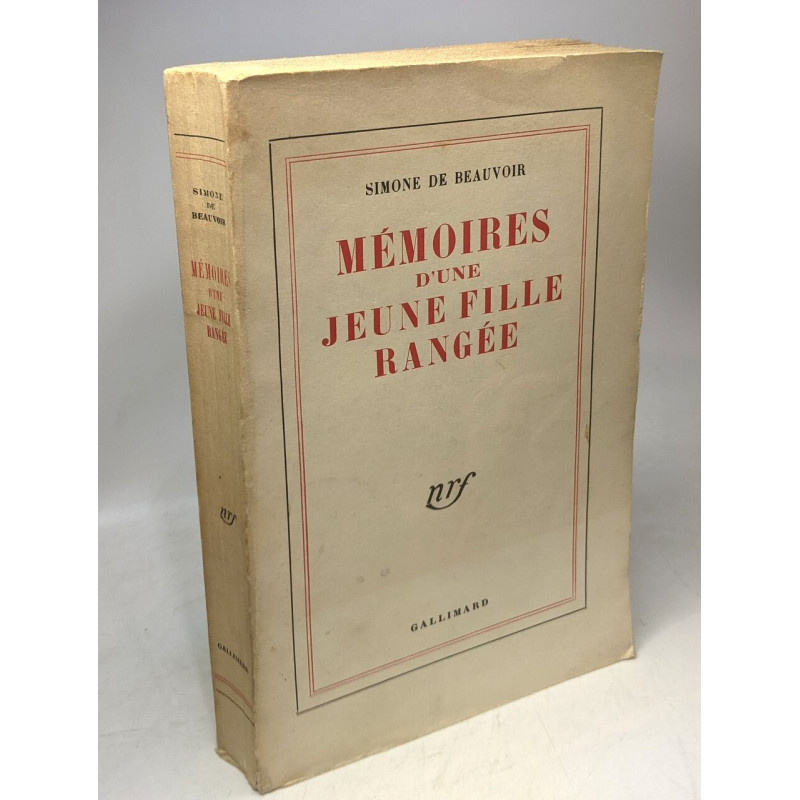 SIMONE DE BEAUVOIR
MÉMOIRES
D'UNE
JEUNE FILLE
RANGÉE
nrf
GALLIMARD
SIMONE
DE
BEAUVOIR
MÉMOIRES
D'UNE
JEUNE FILLE
RANGÉE
nrf
GALLIMARD